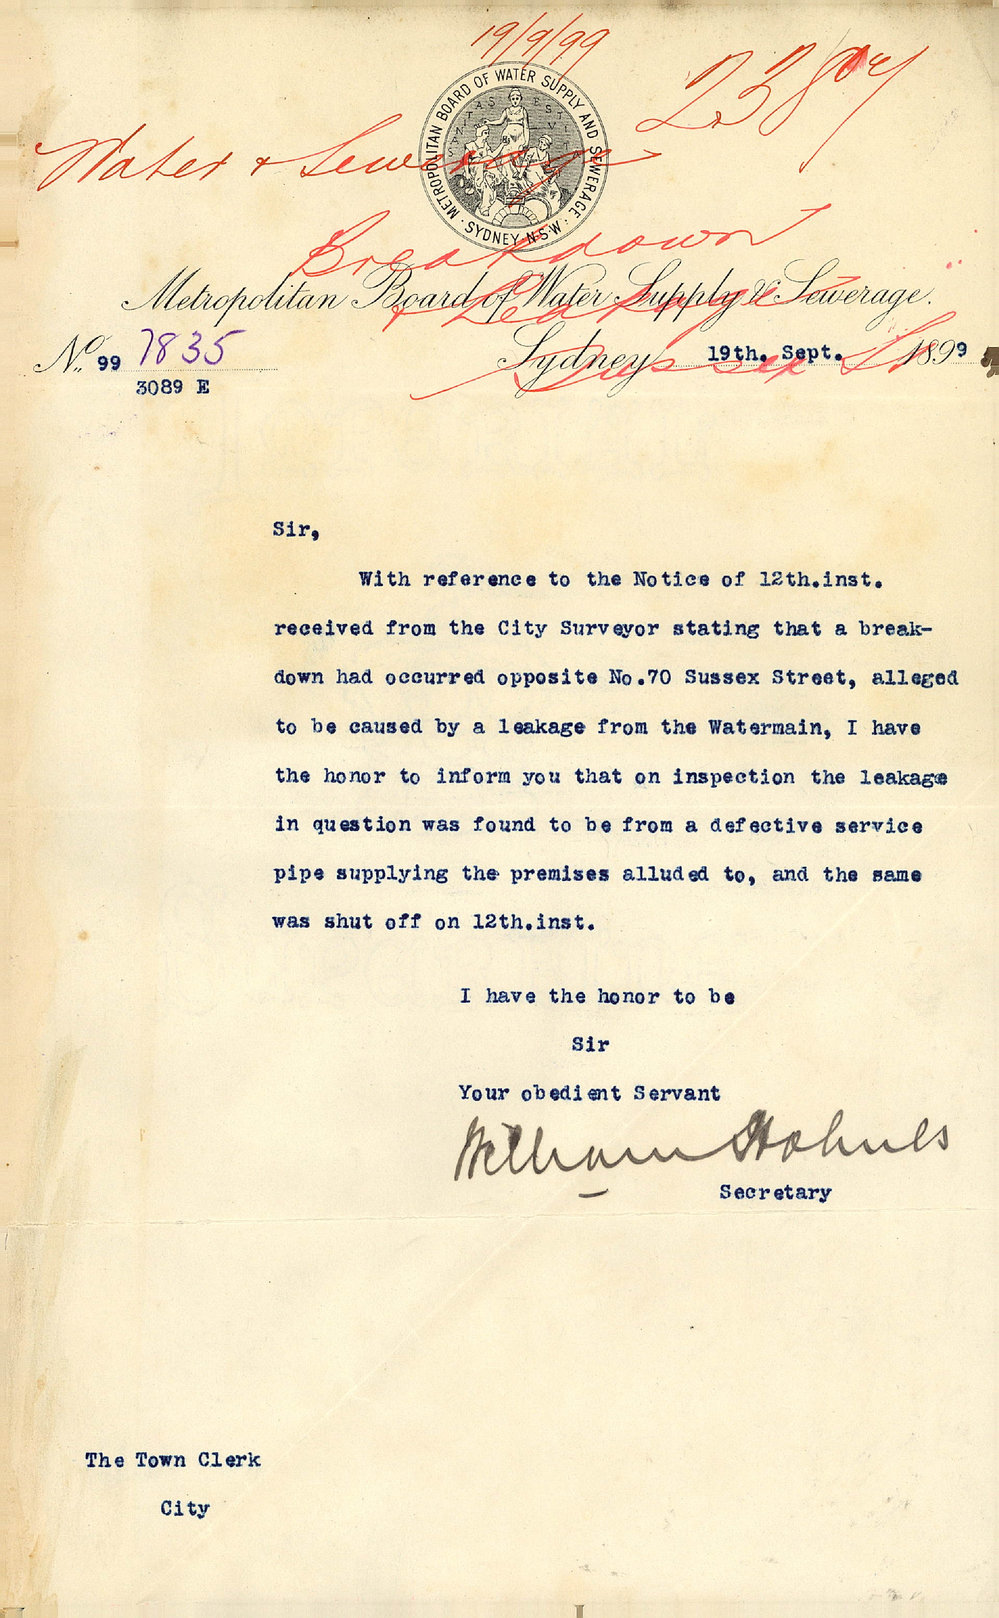 19/9/99
2384
Water & Sewerage
METROPOLITAN BOARD OF WATER SUPPLY AND SEWERAGE.
· SYDNEY N·S·W ·
Breakdown
Metropolitan Board of Water Supply & Sewerage.
& Leakage
No. 99 7835
Sydney 19th. Sept. 1899
Sussex St
3089 E
Sir,
With reference to the Notice of 12th.inst.
received from the City Surveyor stating that a break-
down had occurred opposite No.70 Sussex Street, alleged
to be caused by a leakage from the Watermain, I have
the honor to inform you that on inspection the leakage
in question was found to be from a defective service
pipe supplying the premises alluded to, and the same
was shut off on 12th.inst.
I have the honor to be
Sir
Your obedient Servant
William Holmes
Secretary
The Town Clerk
City